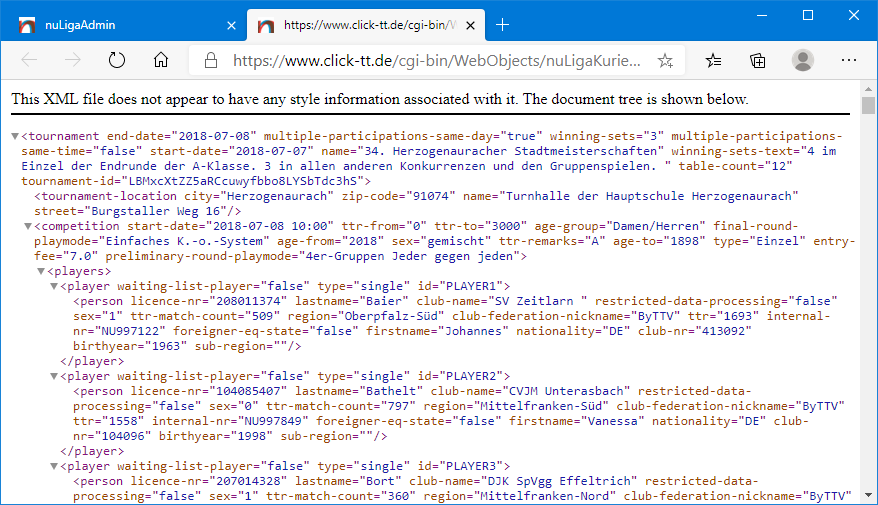 nuLigaAdmin
https://www.click-tt.de/cgi-bin/We
https://www.click-tt.de/cgi-bin/WebObjects/nuLigaKurie...
This XML file does not appear to have any style information associated with it. The document tree is shown below.
<tournament end-date="2018-07-08" multiple-participations-same-day="true" winning-sets="3" multiple-participations-
same-time="false" start-date="2018-07-07" name="34. Herzogenauracher Stadtmeisterschaften" winning-sets-text="4 im
Einzel der Endrunde der A-Klasse. 3 in allen anderen Konkurrenzen und den Gruppenspielen. " table-count="12"
tournament-id="LBMxcXtZZ5aRCcuwyfbbo8LYSbTdc3hS">
<tournament-location city="Herzogenaurach" zip-code="91074" name="Turnhalle der Hauptschule Herzogenaurach"
street="Burgstaller Weg 16"/>
<competition start-date="2018-07-08 10:00" ttr-from="0" ttr-to="3000" age-group="Damen/Herren" final-round-
playmode="Einfaches K.-o.-System" age-from="2018" sex="gemischt" ttr-remarks="A" age-to="1898" type="Einzel" entry-
fee="7.0" preliminary-round-playmode="4er-Gruppen Jeder gegen jeden">
<players>
<player waiting-list-player="false" type="single" id="PLAYER1">
<person licence-nr="208011374" lastname="Baier" club-name="SV Zeitlarn " restricted-data-processing="false"
sex="1" ttr-match-count="509" region="Oberpfalz-Süd" club-federation-nickname="ByTTV" ttr="1693" internal-
nr="NU997122" foreigner-eq-state="false" firstname="Johannes" nationality="DE" club-nr="413092"
birthyear="1963" sub-region=""/>
</player>
<player waiting-list-player="false" type="single" id="PLAYER2">
<person licence-nr="104085407" lastname="Bathelt" club-name="CVJM Unterasbach" restricted-data-
processing="false" sex="0" ttr-match-count="797" region="Mittelfranken-Süd" club-federation-nickname="ByTTV"
ttr="1558" internal-nr="NU997849" foreigner-eq-state="false" firstname="Vanessa" nationality="DE" club-
nr="104096" birthyear="1998" sub-region=""/>
</player>
<player waiting-list-player="false" type="single" id="PLAYER3">
<person licence-nr="207014328" lastname="Bort" club-name="DJK SpVgg Effeltrich" restricted-data-
processing="false" sex="1" ttr-match-count="360" region="Mittelfranken-Nord" club-federation-nickname="ByTTV"